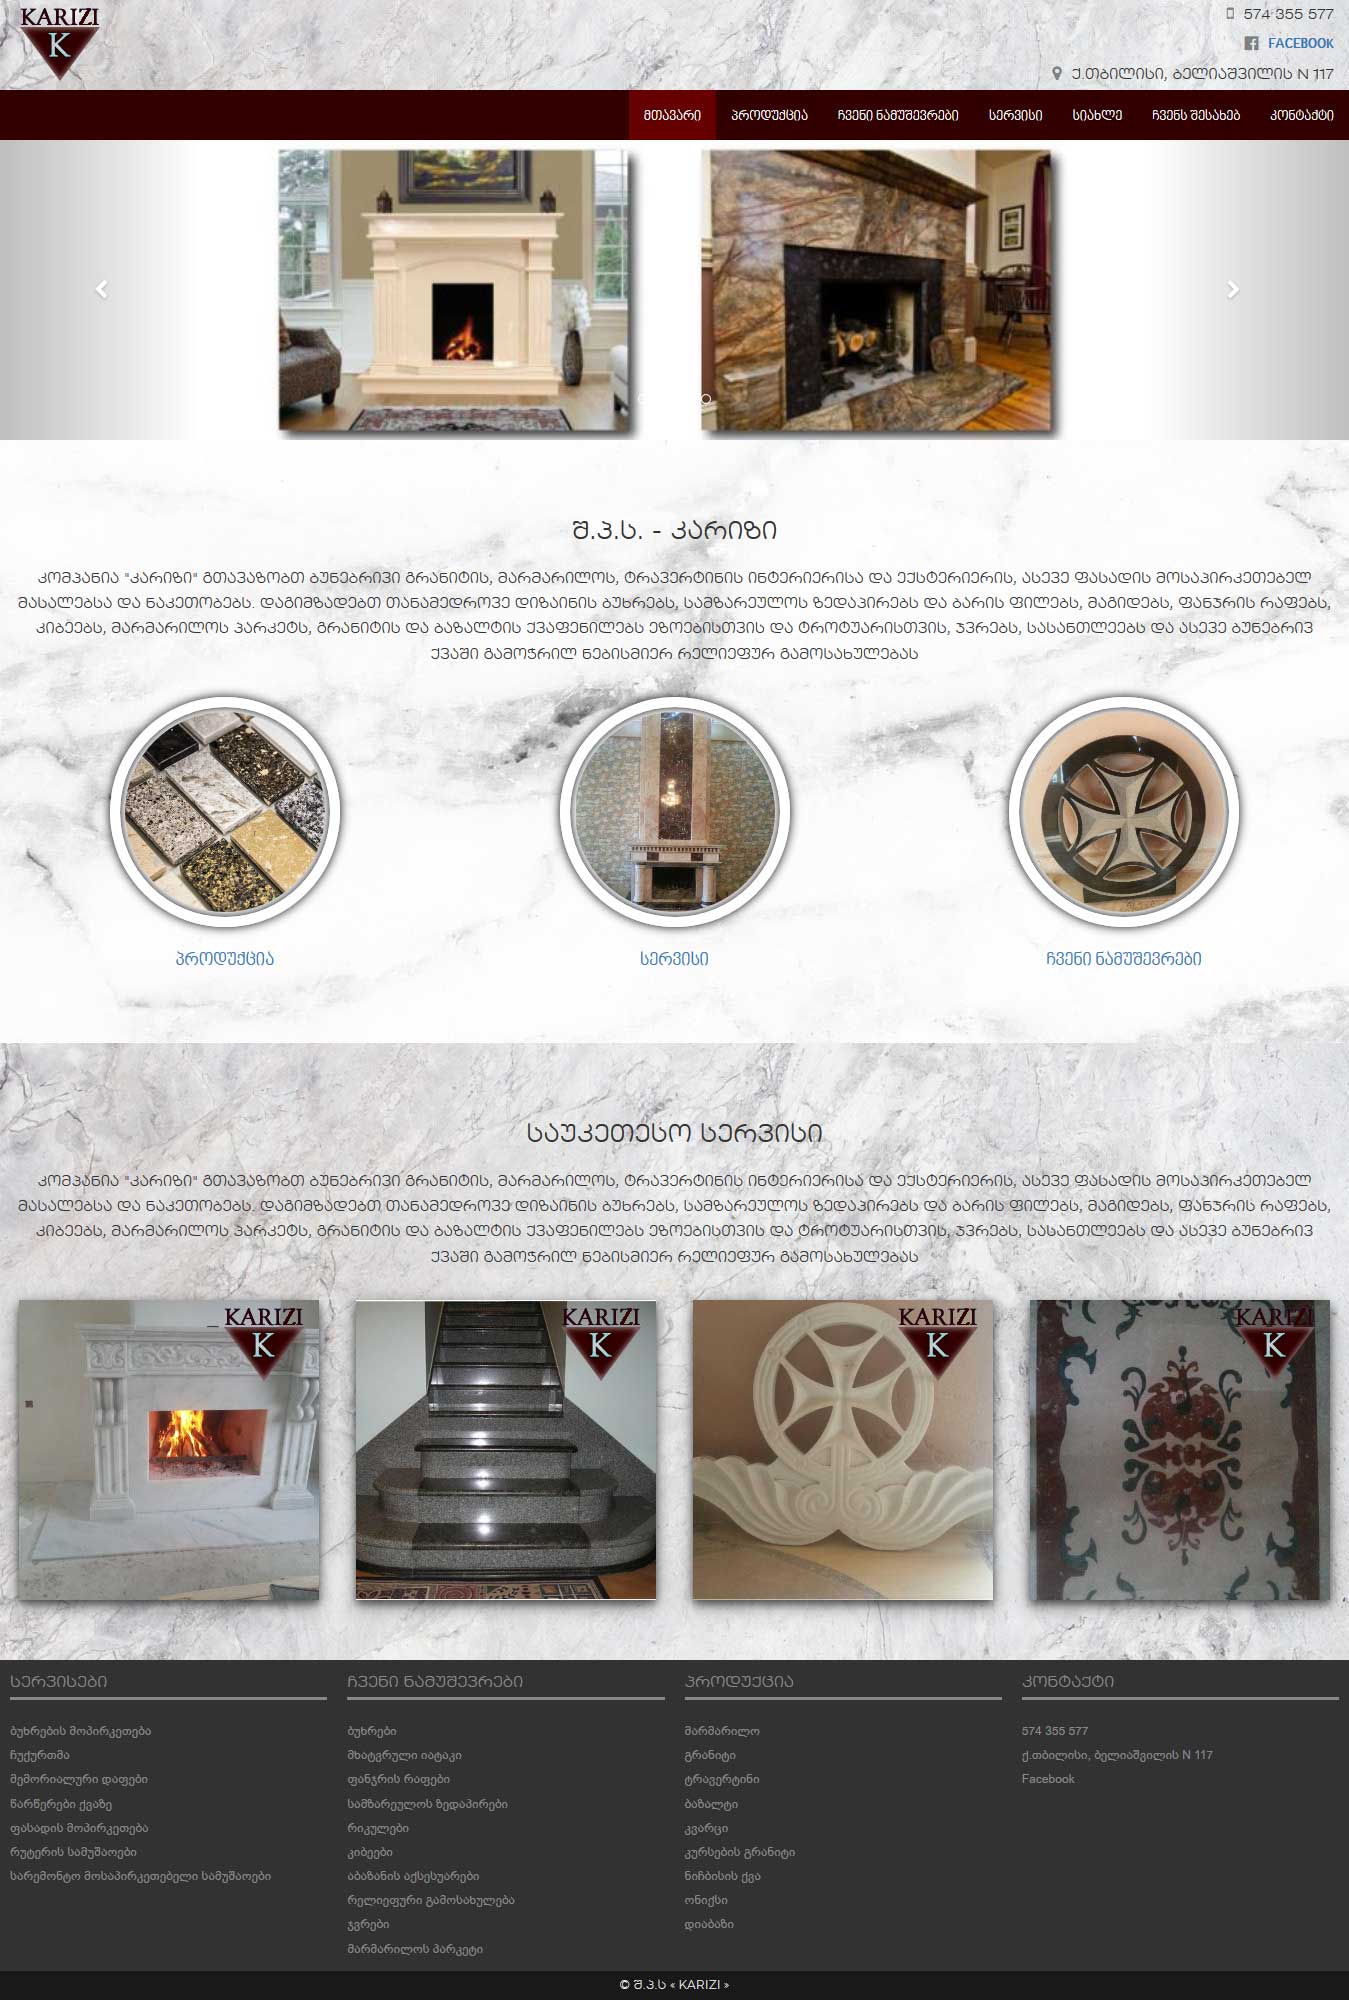 KARIZI
K
574 355 577
FACEBOOK
ქ.თბილისი, ბელიაშვილის N 117
მთავარი
პროდუქცია
ჩვენი ნამუშევრები
სერვისი
სიახლე
ჩვენს შესახებ
კონტაქტი
შ.პ.ს. - კარიზი
კომპანია "კარიზი" გთავაზობთ ბუნებრივი გრანიტის, მარმარილოს, ტრავერტინის ინტერიერისა და ექსტერიერის, ასევე ფასადის მოსაპირკეთებელ
მასალებსა და ნაკეთობებს. დაგიმზადებთ თანამედროვე დიზაინის ბუხრებს, სამზარეულოს ზედაპირებს და ბარის ფილებს, მაგიდებს, ფანჯრის რაფებს,
კიბეებს, მარმარილოს პარკეტს, გრანიტის და ბაზალტის ქვაფენილებს ეზოებისთვის და ტროტუარისთვის, ჯვრებს, სასანთლეებს და ასევე ბუნებრივ
ქვაში გამოჭრილ ნებისმიერ რელიეფურ გამოსახულებას
პროდუქცია
სერვისი
ჩვენი ნამუშევრები
საუკეთესო სერვისი
კომპანია "კარიზი" გთავაზობთ ბუნებრივი გრანიტის, მარმარილოს, ტრავერტინის ინტერიერისა და ექსტერიერის, ასევე ფასადის მოსაპირკეთებელ
მასალებსა და ნაკეთობებს. დაგიმზადებთ თანამედროვე დიზაინის ბუხრებს, სამზარეულოს ზედაპირებს და ბარის ფილებს, მაგიდებს, ფანჯრის რაფებს,
კიბეებს, მარმარილოს პარკეტს, გრანიტის და ბაზალტის ქვაფენილებს ეზოებისთვის და ტროტუარისთვის, ჯვრებს, სასანთლეებს და ასევე ბუნებრივ
ქვაში გამოჭრილ ნებისმიერ რელიეფურ გამოსახულებას
KARIZI
K
KARIZI
K
KARIZI
K
KARIZI
K
სერვისები
ბუხრების მოპირკეთება
ჩუქურთმა
მემორიალური დაფები
წარწერები ქვაზე
ფასადის მოპირკეთება
რუტერის სამუშაოები
სარემონტო მოსაპირკეთებელი სამუშაოები
ჩვენი ნამუშევრები
ბუხრები
მხატვრული იატაკი
ფანჯრის რაფები
სამზარეულოს ზედაპირები
რიკულები
კიბეები
აბაზანის აქსესუარები
რელიეფური გამოსახულება
ჯვრები
მარმარილოს პარკეტი
პროდუქცია
მარმარილო
გრანიტი
ტრავერტინი
ბაზალტი
კვარცი
კურსების გრანიტი
ნიჩბისის ქვა
ონიქსი
დიაბაზი
კონტაქტი
574 355 577
ქ.თბილისი, ბელიაშვილის N 117
Facebook
© შ.პ.ს « KARIZI »